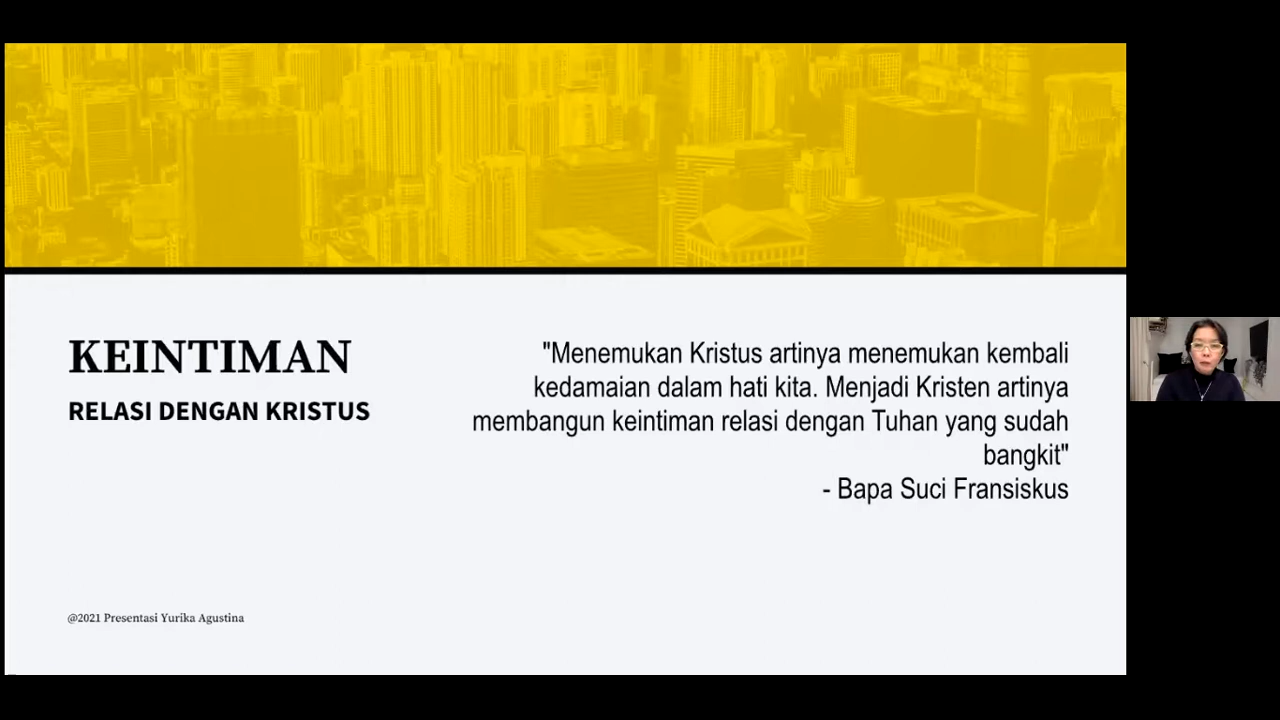 KEINTIMAN
RELASI DENGAN KRISTUS
"Menemukan Kristus artinya menemukan kembali
kedamaian dalam hati kita. Menjadi Kristen artinya
membangun keintiman relasi dengan Tuhan yang sudah
bangkit"
- Bapa Suci Fransiskus
@2021 Presentasi Yurika Agustina